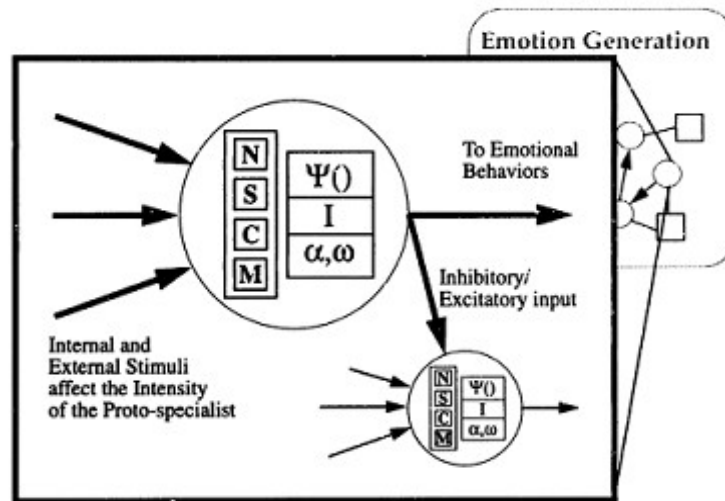 Emotion Generation
N
S
C
M
Ψ()
I
α,ω
To Emotional
Behaviors
Inhibitory/
Excitatory input
Internal and
External Stimuli
affect the Intensity
of the Proto-specialist
N
S
C
M
Ψ()
I
α,ω